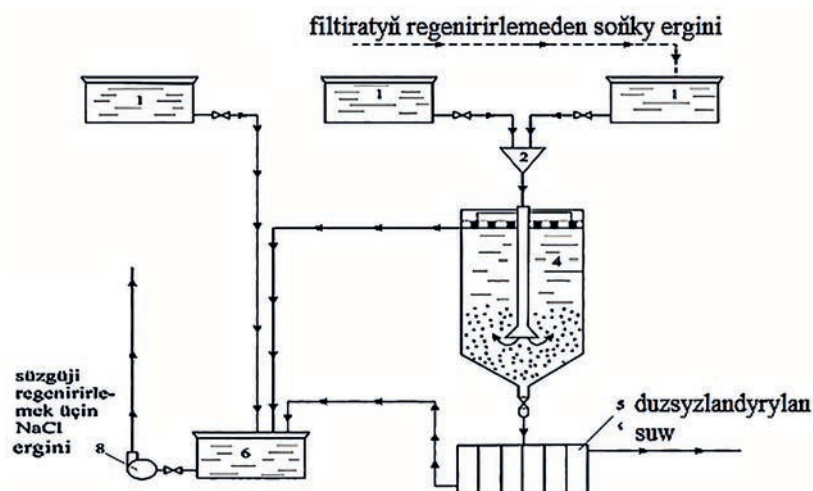 filtiratyň regenirirlemeden soňky ergini
1
1
1
2
4
süzgüji
regenirirle-
mek üçin
NaCl
ergini
8
6
5 duzsyzlandyrylan
suw